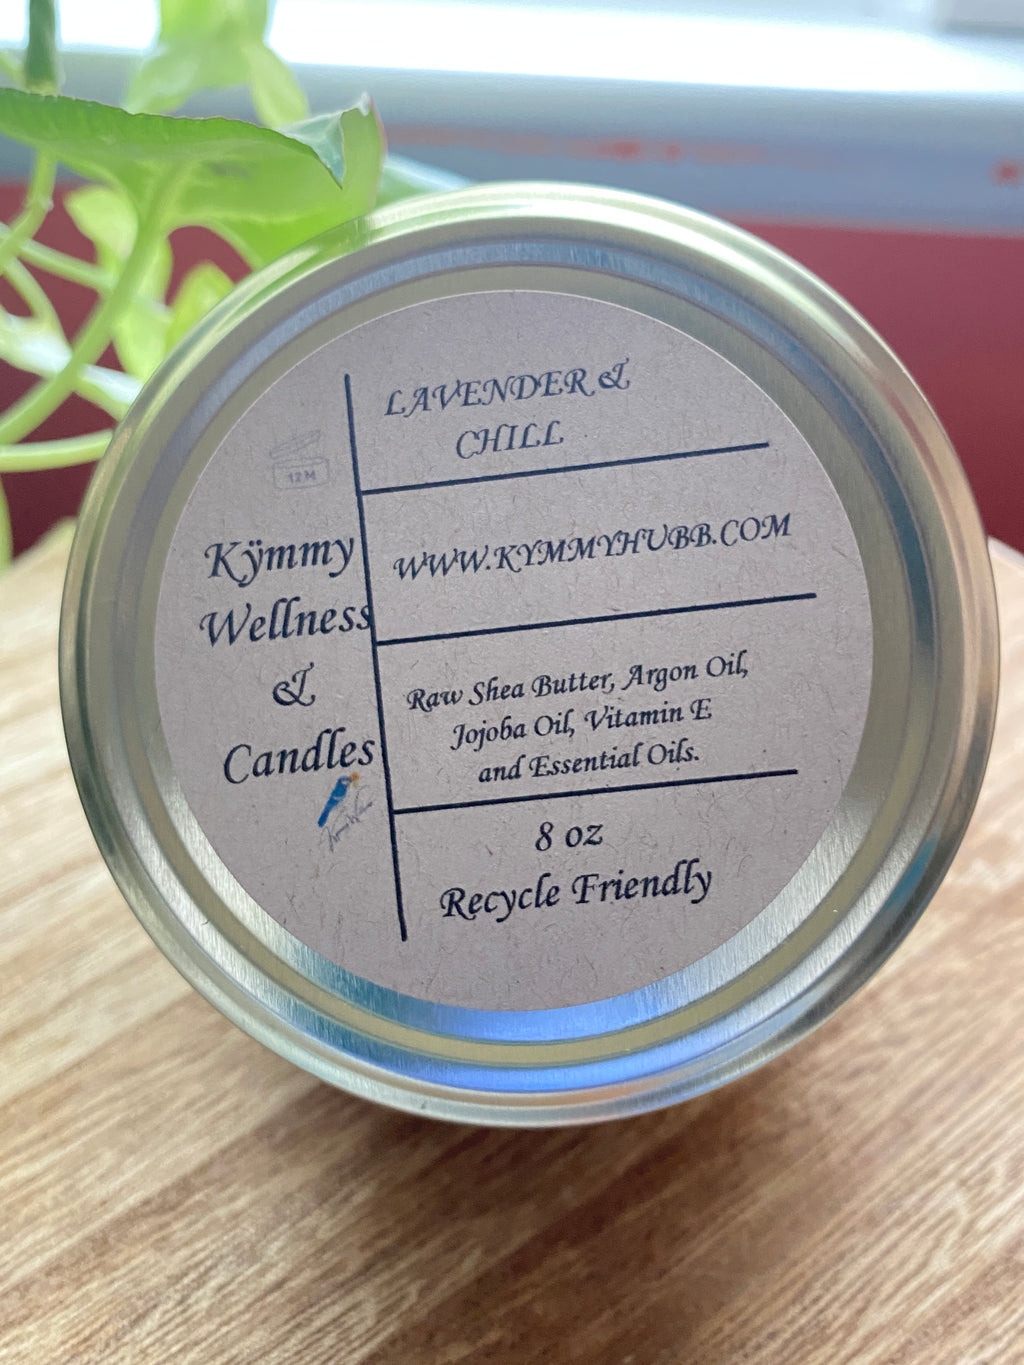 12 M
Kÿmmy
Wellness
&
Candles
LAVENDER &
CHILL
WWW.KYMMYHUBB.COM
Raw Shea Butter, Argon Oil,
Jojoba Oil, Vitamin E
and Essential Oils.
8 oz
Recycle Friendly